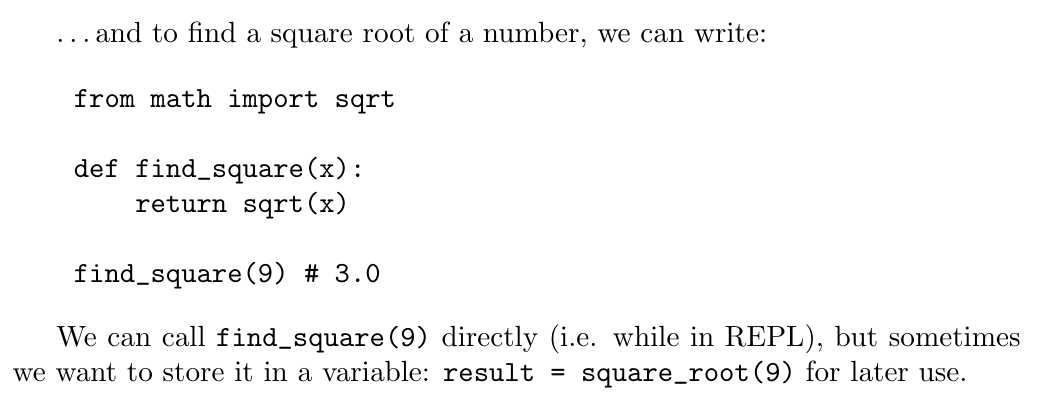 ...and to find a square root of a number, we can write:
from math import sqrt
def find_square(x):
    return sqrt(x)
find_square(9) # 3.0
We can call find_square(9) directly (i.e. while in REPL), but sometimes
we want to store it in a variable: result = square_root(9) for later use.